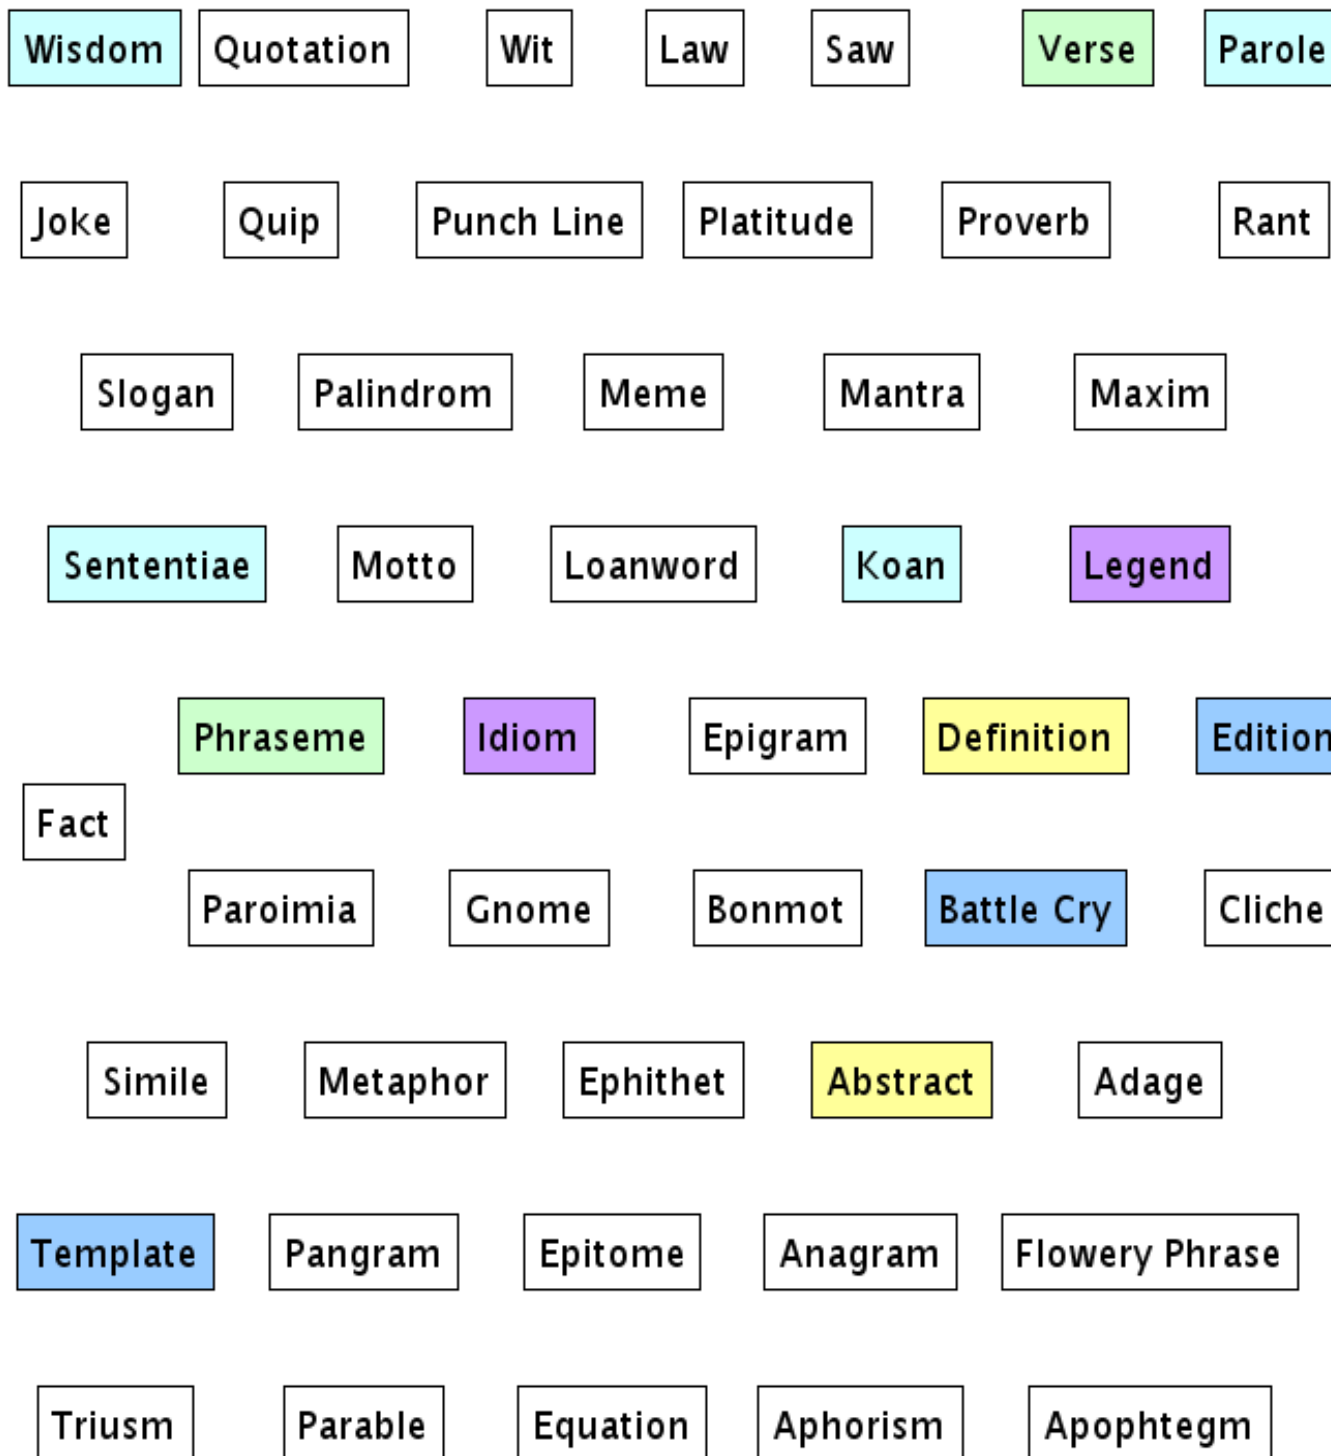 Wisdom Quotation Wit Law Saw Verse Parole
Joke Quip Punch Line Platitude Proverb Rant
Slogan Palindrom Meme Mantra Maxim
Sententiae Motto Loanword Koan Legend
Phraseme Idiom Epigram Definition Edition
Fact
Paroimia Gnome Bonmot Battle Cry Cliche
Simile Metaphor Ephithet Abstract Adage
Template Pangram Epitome Anagram Flowery Phrase
Triusm Parable Equation Aphorism Apophtegm